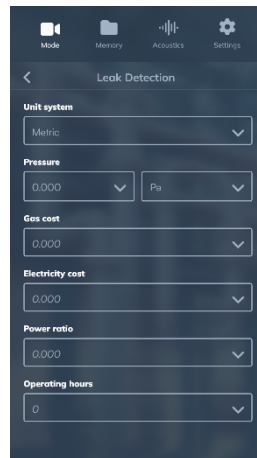 Mode Memory Acoustics Settings
Leak Detection
Unit system
Metric
Pressure
0.000 Pa
Gas cost
0.000
Electricity cost
0.000
Power ratio
0.000
Operating hours
0